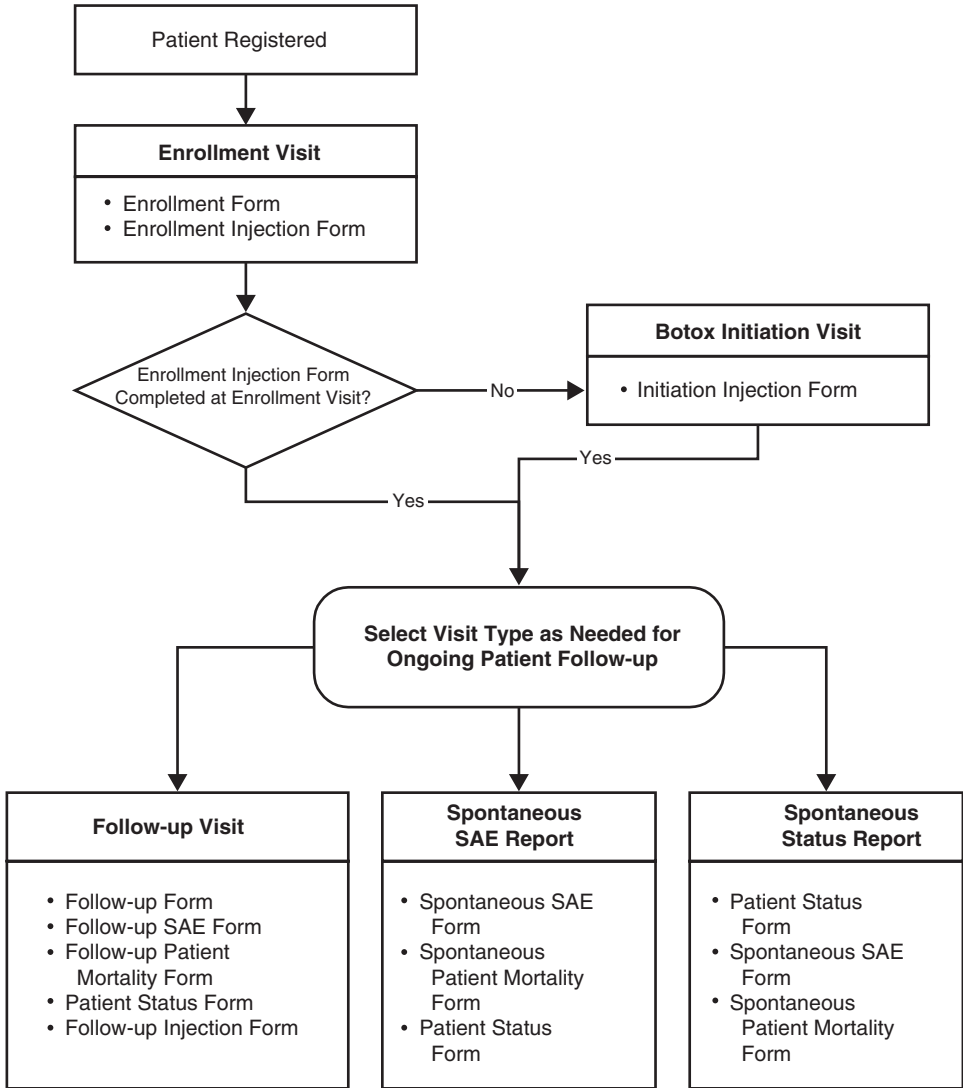 Patient Registered
Enrollment Visit
• Enrollment Form
• Enrollment Injection Form
Enrollment Injection Form
Completed at Enrollment Visit?
No
Botox Initiation Visit
• Initiation Injection Form
Yes
Yes
Select Visit Type as Needed for
Ongoing Patient Follow-up
Follow-up Visit
• Follow-up Form
• Follow-up SAE Form
• Follow-up Patient
Mortality Form
• Patient Status Form
• Follow-up Injection Form
Spontaneous
SAE Report
• Spontaneous SAE
Form
• Spontaneous
Patient Mortality
Form
• Patient Status
Form
Spontaneous
Status Report
• Patient Status
Form
• Spontaneous SAE
Form
• Spontaneous
Patient Mortality
Form